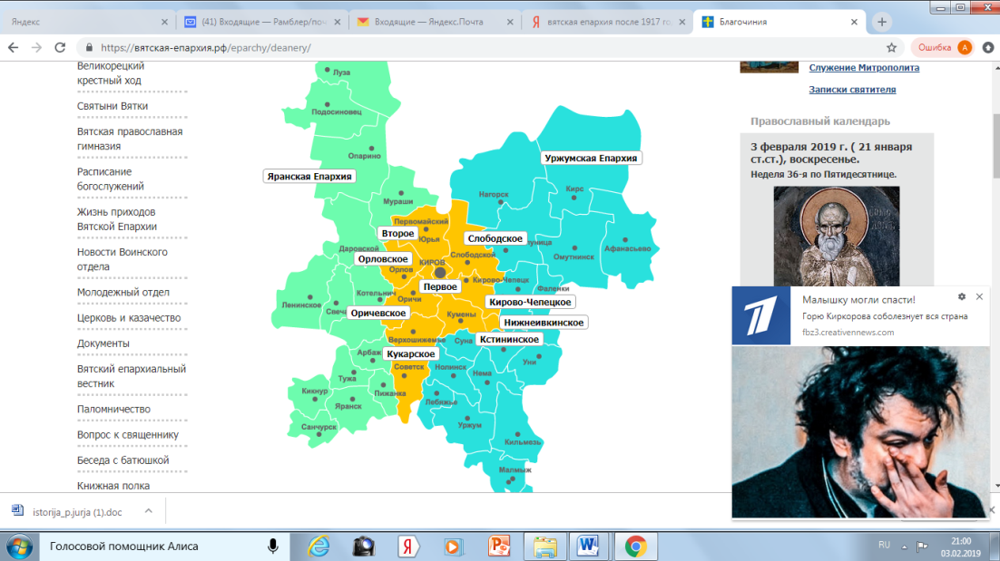 Яндекс
(41) Входящие — Рамблер/поч
Входящие — Яндекс.Почта
вятская епархия после 1917 го
Благочиния
https://вятская-епархия.рф/eparchy/deanery/
Ошибка
А
Великорецкий
крестный ход
Святыни Вятки
Вятская православная
гимназия
Расписание
богослужений
Жизнь приходов
Вятской Епархии
Новости Воинского
отдела
Молодежный отдел
Церковь и казачество
Документы
Вятский епархиальный
вестник
Паломничество
Вопрос к священнику
Беседа с батюшкой
Книжная полка
Луза
Подосиновец
Опарино
Яранская Епархия
Мураши
Уржумская Епархия
Нагорск
Кирс
Первомайский
Второе
Юрья
Слободское
Даровской
Омутнинск
Афанасьево
Орловское
КИРОВ
Слободской
Орлов
Первое
Кирово-Чепецк
Фаленки
Ленинское
Котельнич
Оричи
Кирово-Чепецкое
Свеча
Оричевское
Кумены
Нижнеивкинское
Верхошижемье
Суна
Кстининское
Арбаж
Кукарское
Уни
Советск
Нолинск
Нема
Тужа
Кикнур
Пижанка
Яранск
Лебяжье
Санчурск
Уржум
Кильмезь
Малмыж
Служение Митрополита
Записки святителя
Православный календарь
3 февраля 2019 г. ( 21 января
ст.ст.), воскресенье.
Неделя 36-я по Пятидесятнице.
Малышку могли спасти!
Горю Киркорова соболезнует вся страна
fbz3.creativenews.com
istorija_p.jurja (1).doc
Голосовой помощник Алиса
RU
21:00
03.02.2019